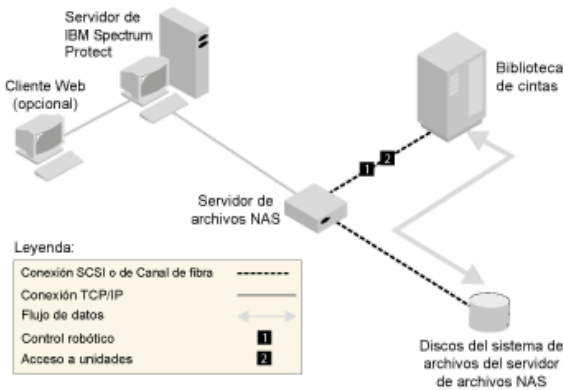 Servidor de
IBM Spectrum
Protect
Cliente Web
(opcional)
Biblioteca
de cintas
1
2
Servidor de
archivos NAS
Leyenda:
Conexión SCSI o de Canal de fibra
Conexión TCP/IP
Flujo de datos
Control robótico 1
Acceso a unidades 2
Discos del sistema de
archivos del servidor
de archivos NAS